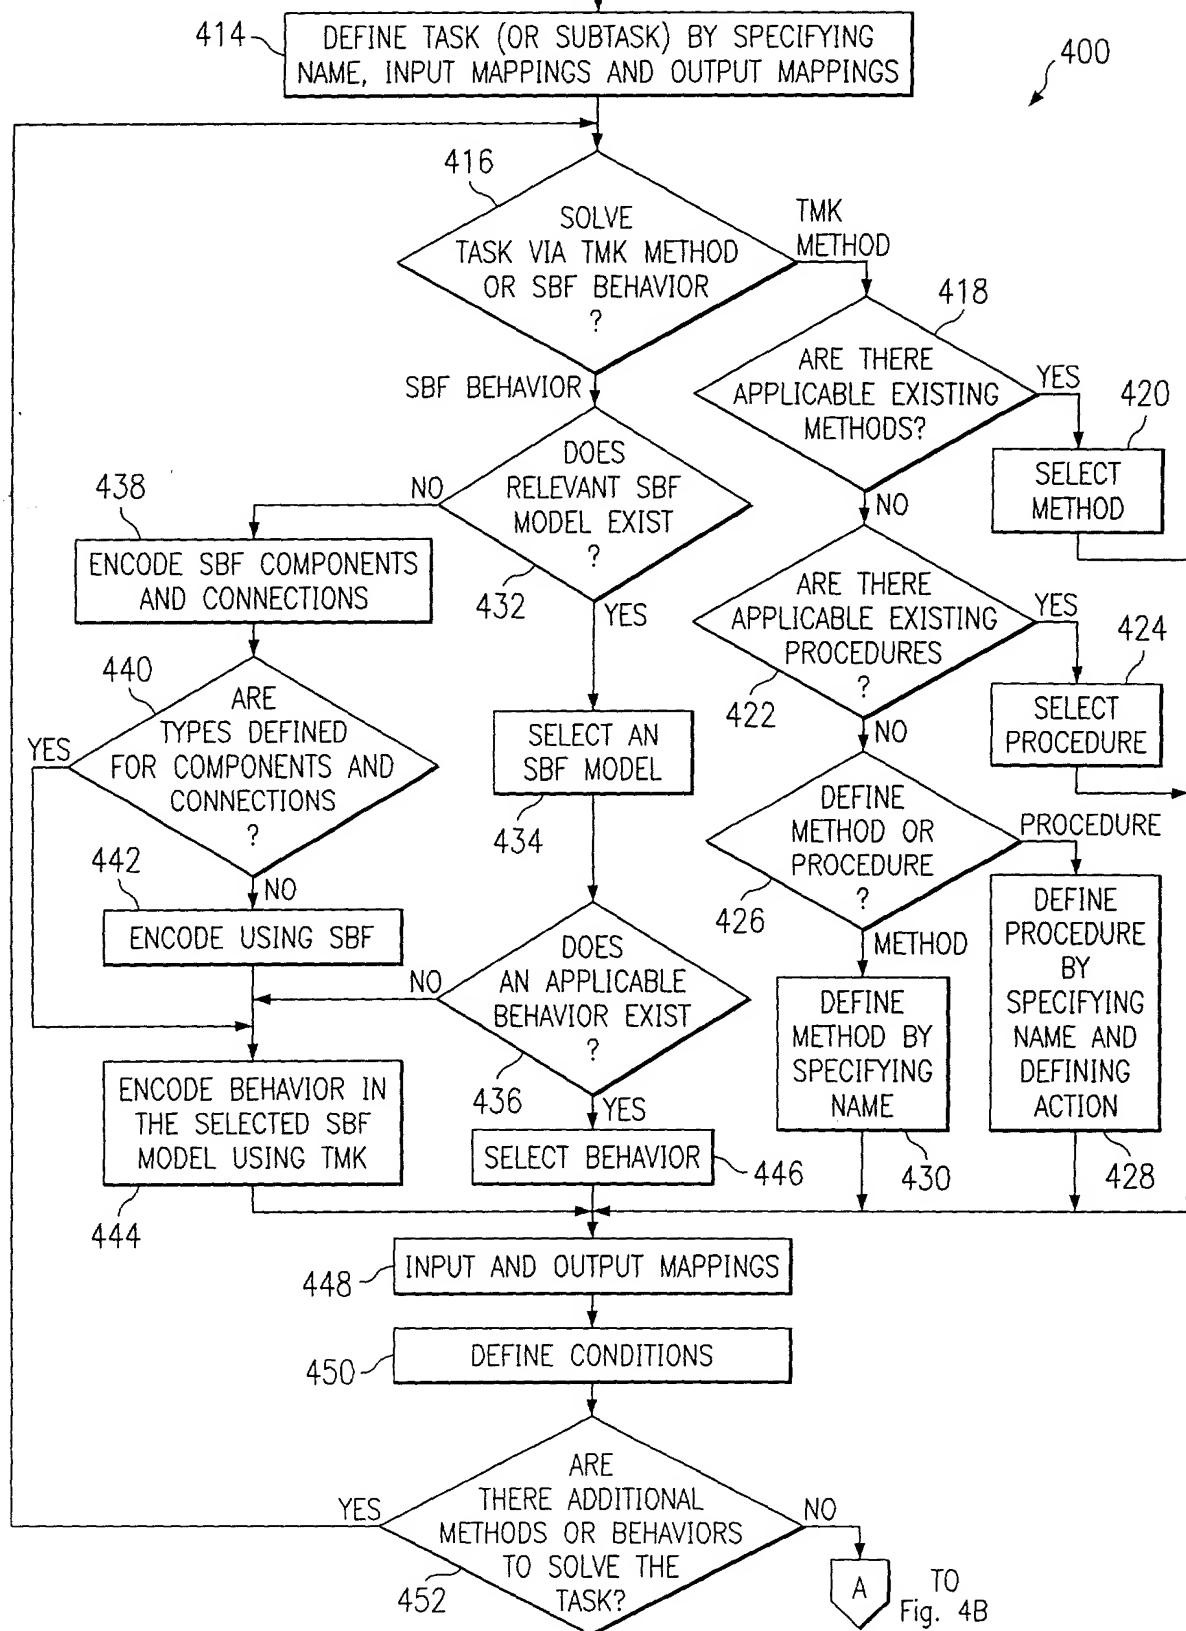 414
DEFINE TASK (OR SUBTASK) BY SPECIFYING
NAME, INPUT MAPPINGS AND OUTPUT MAPPINGS
400
416
SOLVE
TASK VIA TMK METHOD
OR SBF BEHAVIOR
?
TMK
METHOD
SBF BEHAVIOR
418
ARE THERE
APPLICABLE EXISTING
METHODS?
YES
NO
420
SELECT
METHOD
DOES
RELEVANT SBF
MODEL EXIST
?
432
NO
YES
438
ENCODE SBF COMPONENTS
AND CONNECTIONS
ARE THERE
APPLICABLE EXISTING
PROCEDURES
?
422
YES
NO
424
SELECT
PROCEDURE
440
ARE
TYPES DEFINED
FOR COMPONENTS AND
CONNECTIONS
?
YES
NO
SELECT AN
SBF MODEL
434
DEFINE
METHOD OR
PROCEDURE
?
426
PROCEDURE
METHOD
442
ENCODE USING SBF
DOES
AN APPLICABLE
BEHAVIOR EXIST
?
436
NO
YES
DEFINE
METHOD BY
SPECIFYING
NAME
430
DEFINE
PROCEDURE
BY
SPECIFYING
NAME AND
DEFINING
ACTION
428
ENCODE BEHAVIOR IN
THE SELECTED SBF
MODEL USING TMK
444
SELECT BEHAVIOR
446
448
INPUT AND OUTPUT MAPPINGS
450
DEFINE CONDITIONS
ARE
THERE ADDITIONAL
METHODS OR BEHAVIORS
TO SOLVE THE
TASK?
452
YES
NO
A
TO
Fig. 4B